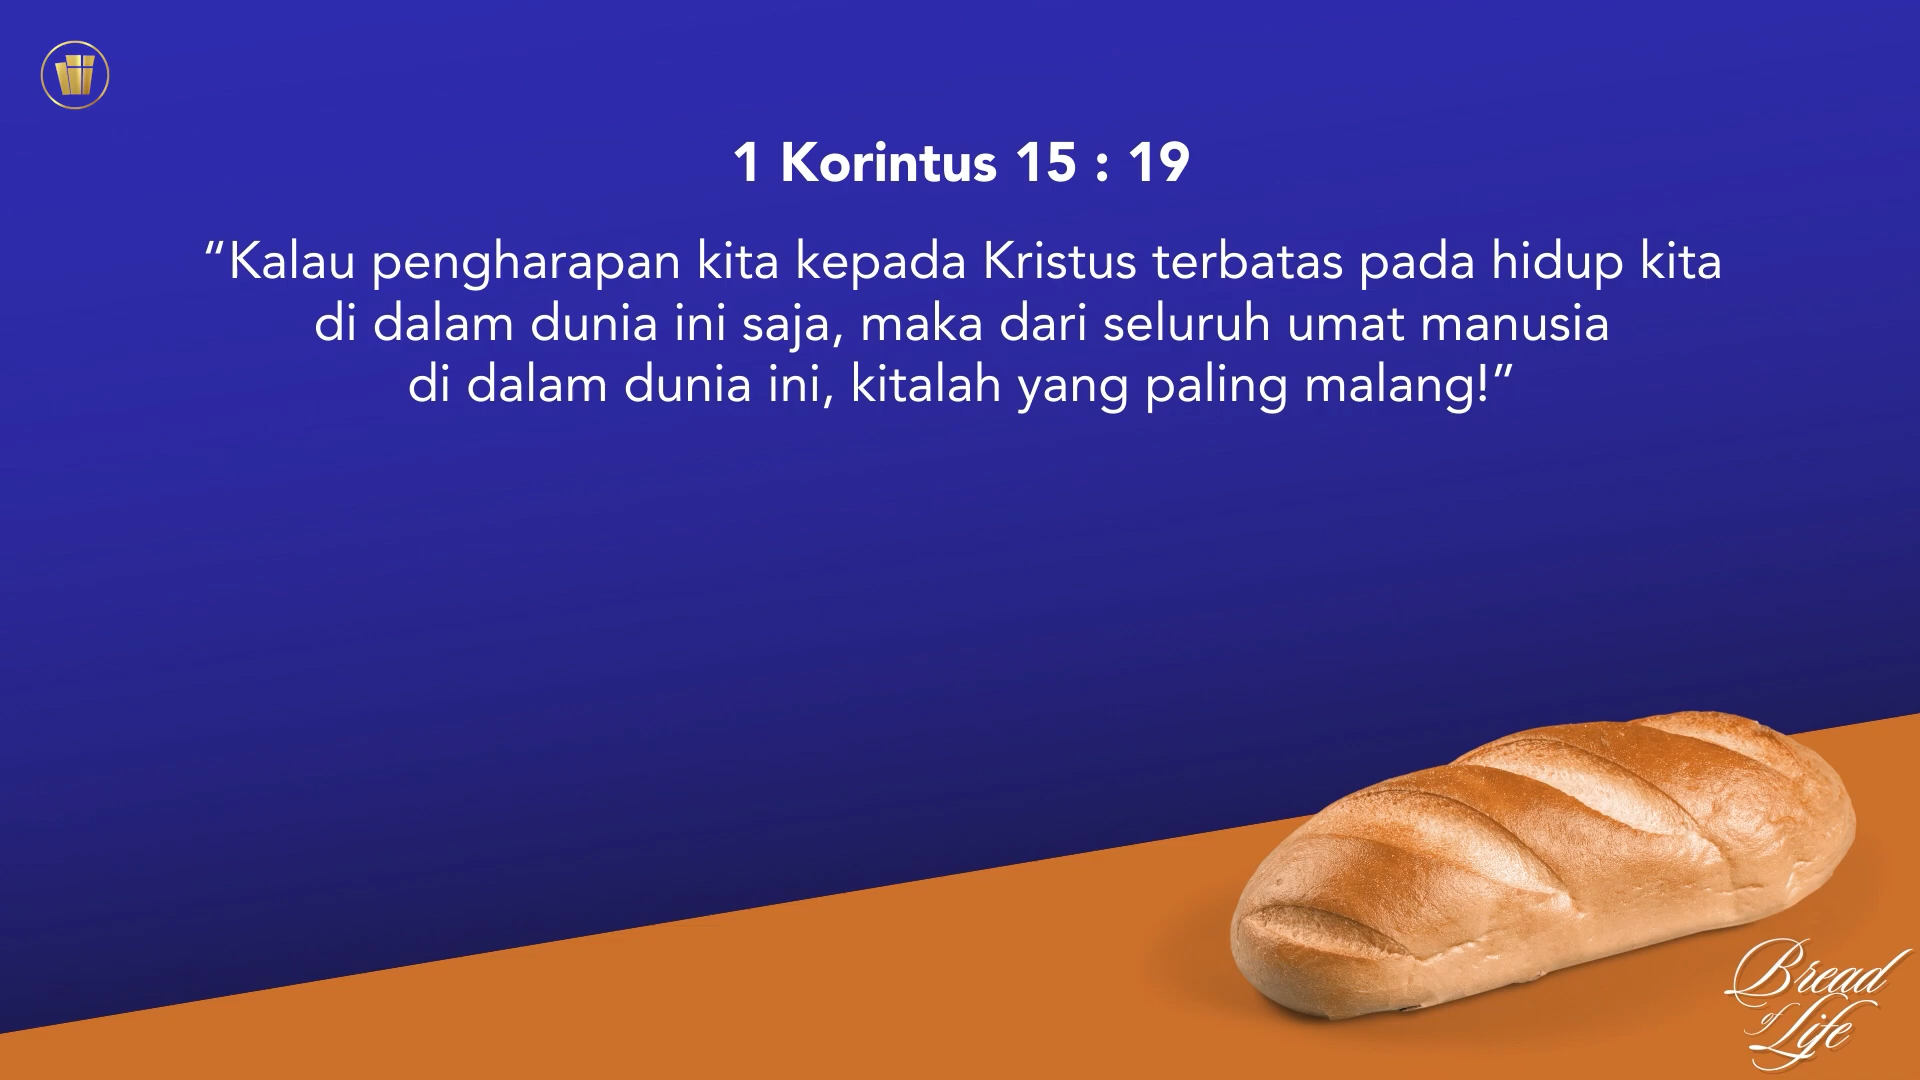 1 Korintus 15 : 19
“Kalau pengharapan kita kepada Kristus terbatas pada hidup kita
di dalam dunia ini saja, maka dari seluruh umat manusia
di dalam dunia ini, kitalah yang paling malang!”
Bread
of
Life